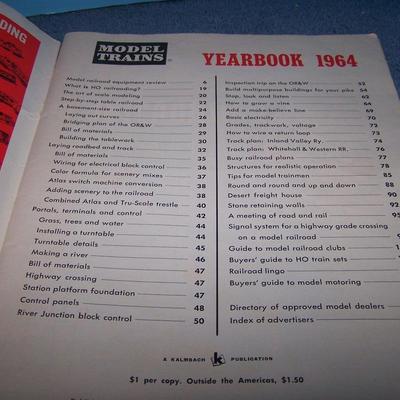 DING
MODEL
TRAINS
YEARBOOK 1964
Model railroad equipment review 6
What is HO railroading? 19
The art of scale modeling 20
Step-by-step table railroad 22
A basement-size railroad 24
Laying out curves 26
Bridging plan of the OR&W 28
Bill of materials 29
Building the tablework 30
Laying roadbed and track 32
Bill of materials 35
Wiring for electrical block control 36
Color formula for scenery mixes 37
Atlas switch machine conversion 38
Adding scenery to the railroad 38
Combined Atlas and Tru-Scale trestle 40
Portals, terminals and control 42
Grass, trees and water 44
Installing a turntable 44
Turntable details 45
Making a river 46
Bill of materials 47
Highway crossing 47
Station platform foundation 47
Control panels 48
River Junction block control 50
Inspection trip on the OR&W 52
Build multipurpose buildings for your pike 54
Stop, look and listen 62
How to grow a vine 64
Add a make-believe line 69
Basic electricity 70
Grades, trackwork, voltage 72
How to wire a return loop 73
Track plan: Inland Valley Ry. 74
Track plan: Whitehall & Western RR. 76
Busy railroad plans 77
Structures for realistic operation 78
Tips for model trainmen 85
Round and round and up and down 88
Desert freight house 90
Stone retaining walls 92
A meeting of road and rail 95
Signal system for a highway grade crossing
on a model railroad 9
Guide to model railroad clubs 1
Buyers' guide to HO train sets
Railroad lingo
Buyers' guide to model motoring
Directory of approved model dealers
Index of advertisers
A KALMBACH k PUBLICATION
$1 per copy. Outside the Americas, $1.50